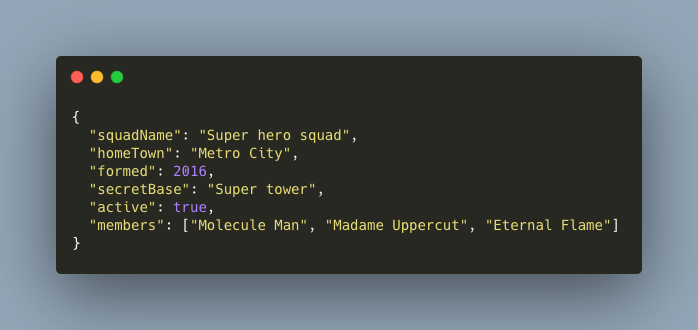 {
  "squadName": "Super hero squad",
  "homeTown": "Metro City",
  "formed": 2016,
  "secretBase": "Super tower",
  "active": true,
  "members": ["Molecule Man", "Madame Uppercut", "Eternal Flame"]
}